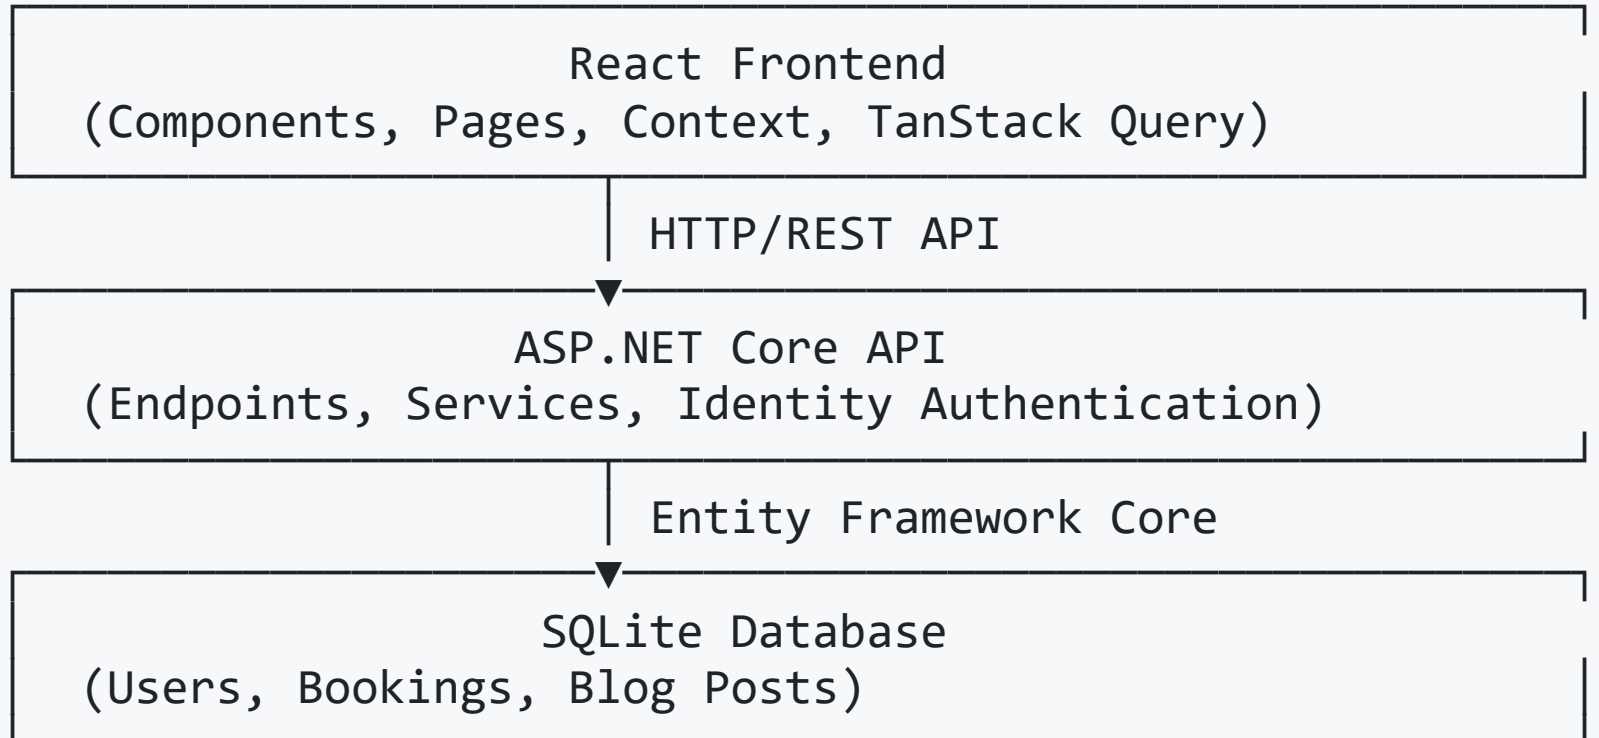 React Frontend
(Components, Pages, Context, TanStack Query)
HTTP/REST API
ASP.NET Core API
(Endpoints, Services, Identity Authentication)
Entity Framework Core
SQLite Database
(Users, Bookings, Blog Posts)